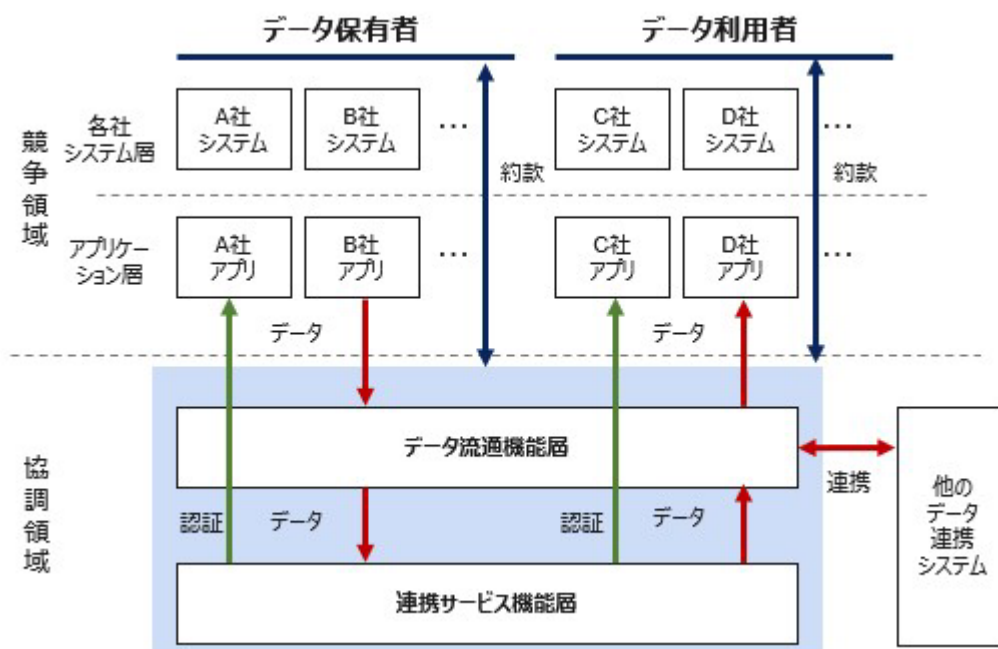 データ保有者
データ利用者
競争領域
各社
システム層
A社
システム
B社
システム
…
約款
C社
システム
D社
システム
…
約款
アプリケー
ション層
A社
アプリ
B社
アプリ
…
C社
アプリ
D社
アプリ
…
データ
データ
協調領域
データ流通機能層
連携
他の
データ
連携
システム
認証
データ
認証
データ
連携サービス機能層